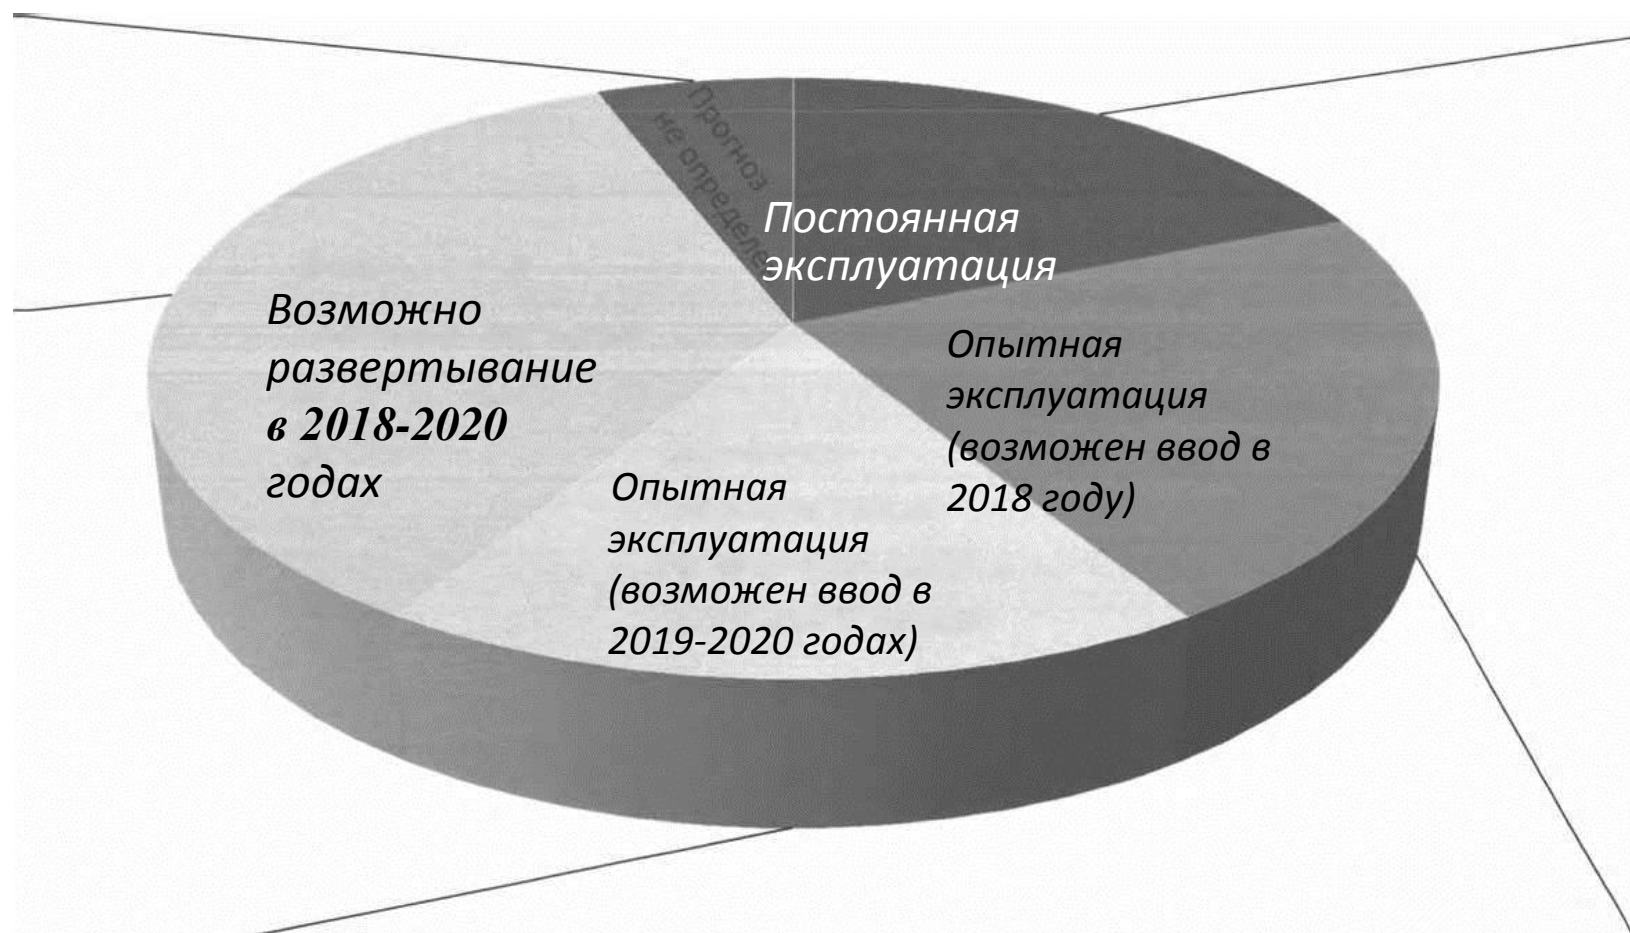 Прогноз
не определен
Постоянная
эксплуатация
Возможно
развертывание
в 2018-2020
годах
Опытная
эксплуатация
(возможен ввод в
2018 году)
Опытная
эксплуатация
(возможен ввод в
2019-2020 годах)